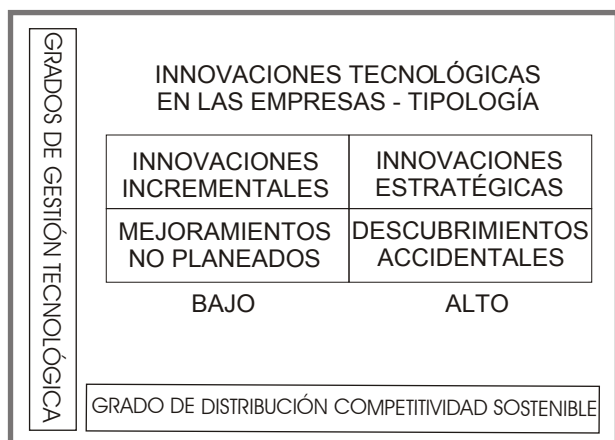 GRADOS DE GESTIÓN TECNOLÓGICA
INNOVACIONES TECNOLÓGICAS
EN LAS EMPRESAS - TIPOLOGÍA
INNOVACIONES
INCREMENTALES
INNOVACIONES
ESTRATÉGICAS
MEJORAMIENTOS
NO PLANEADOS
DESCUBRIMIENTOS
ACCIDENTALES
BAJO
ALTO
GRADO DE DISTRIBUCIÓN COMPETITIVIDAD SOSTENIBLE